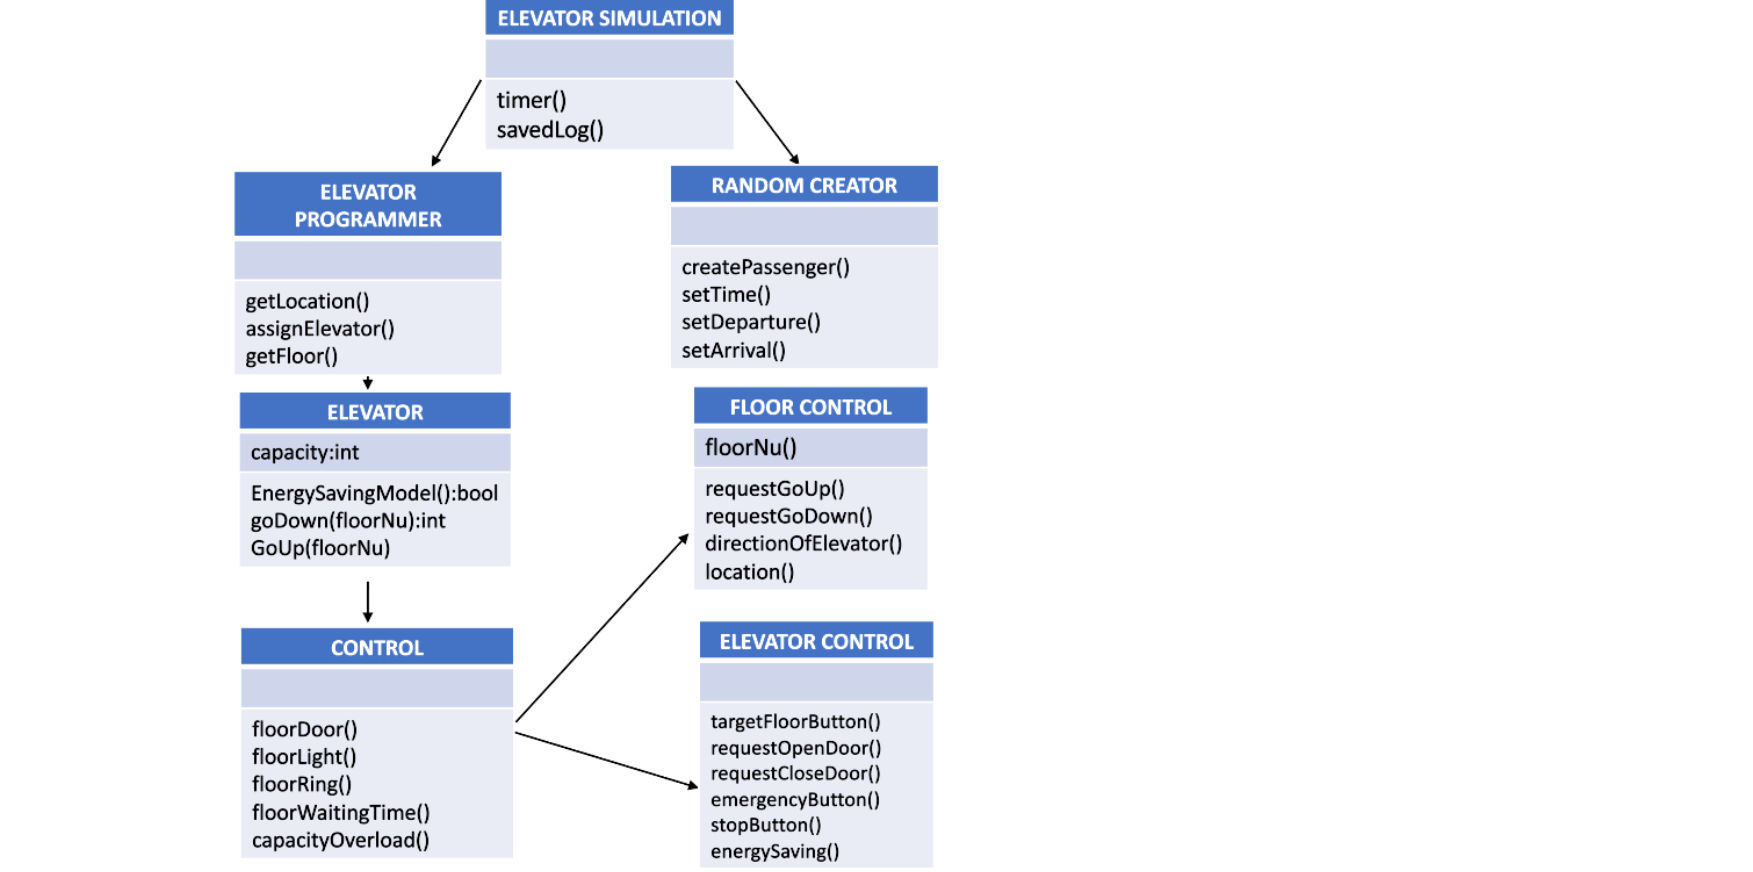 ELEVATOR SIMULATION
timer()
savedLog()
ELEVATOR
PROGRAMMER
getLocation()
assignElevator()
getFloor()
RANDOM CREATOR
createPassenger()
setTime()
setDeparture()
setArrival()
ELEVATOR
capacity:int
EnergySavingModel():bool
goDown(floorNu):int
GoUp(floorNu)
FLOOR CONTROL
floorNu()
requestGoUp()
requestGoDown()
directionOfElevator()
location()
CONTROL
floorDoor()
floorLight()
floorRing()
floorWaitingTime()
capacityOverload()
ELEVATOR CONTROL
targetFloorButton()
requestOpenDoor()
requestCloseDoor()
emergencyButton()
stopButton()
energySaving()